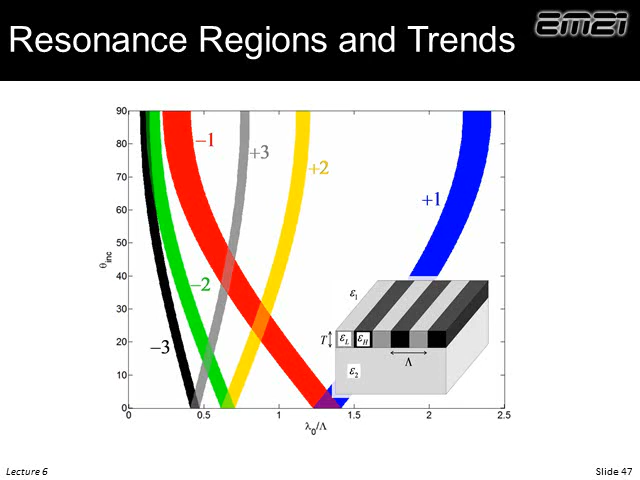 Resonance Regions and Trends
EM21
90
80
70
60
50
40
30
20
10
0
θinc
−1
+3
+2
+1
−2
−3
ε1
T
εL
εH
Λ
ε2
0
0.5
1
1.5
2
2.5
λ0/Λ
Lecture 6
Slide 47